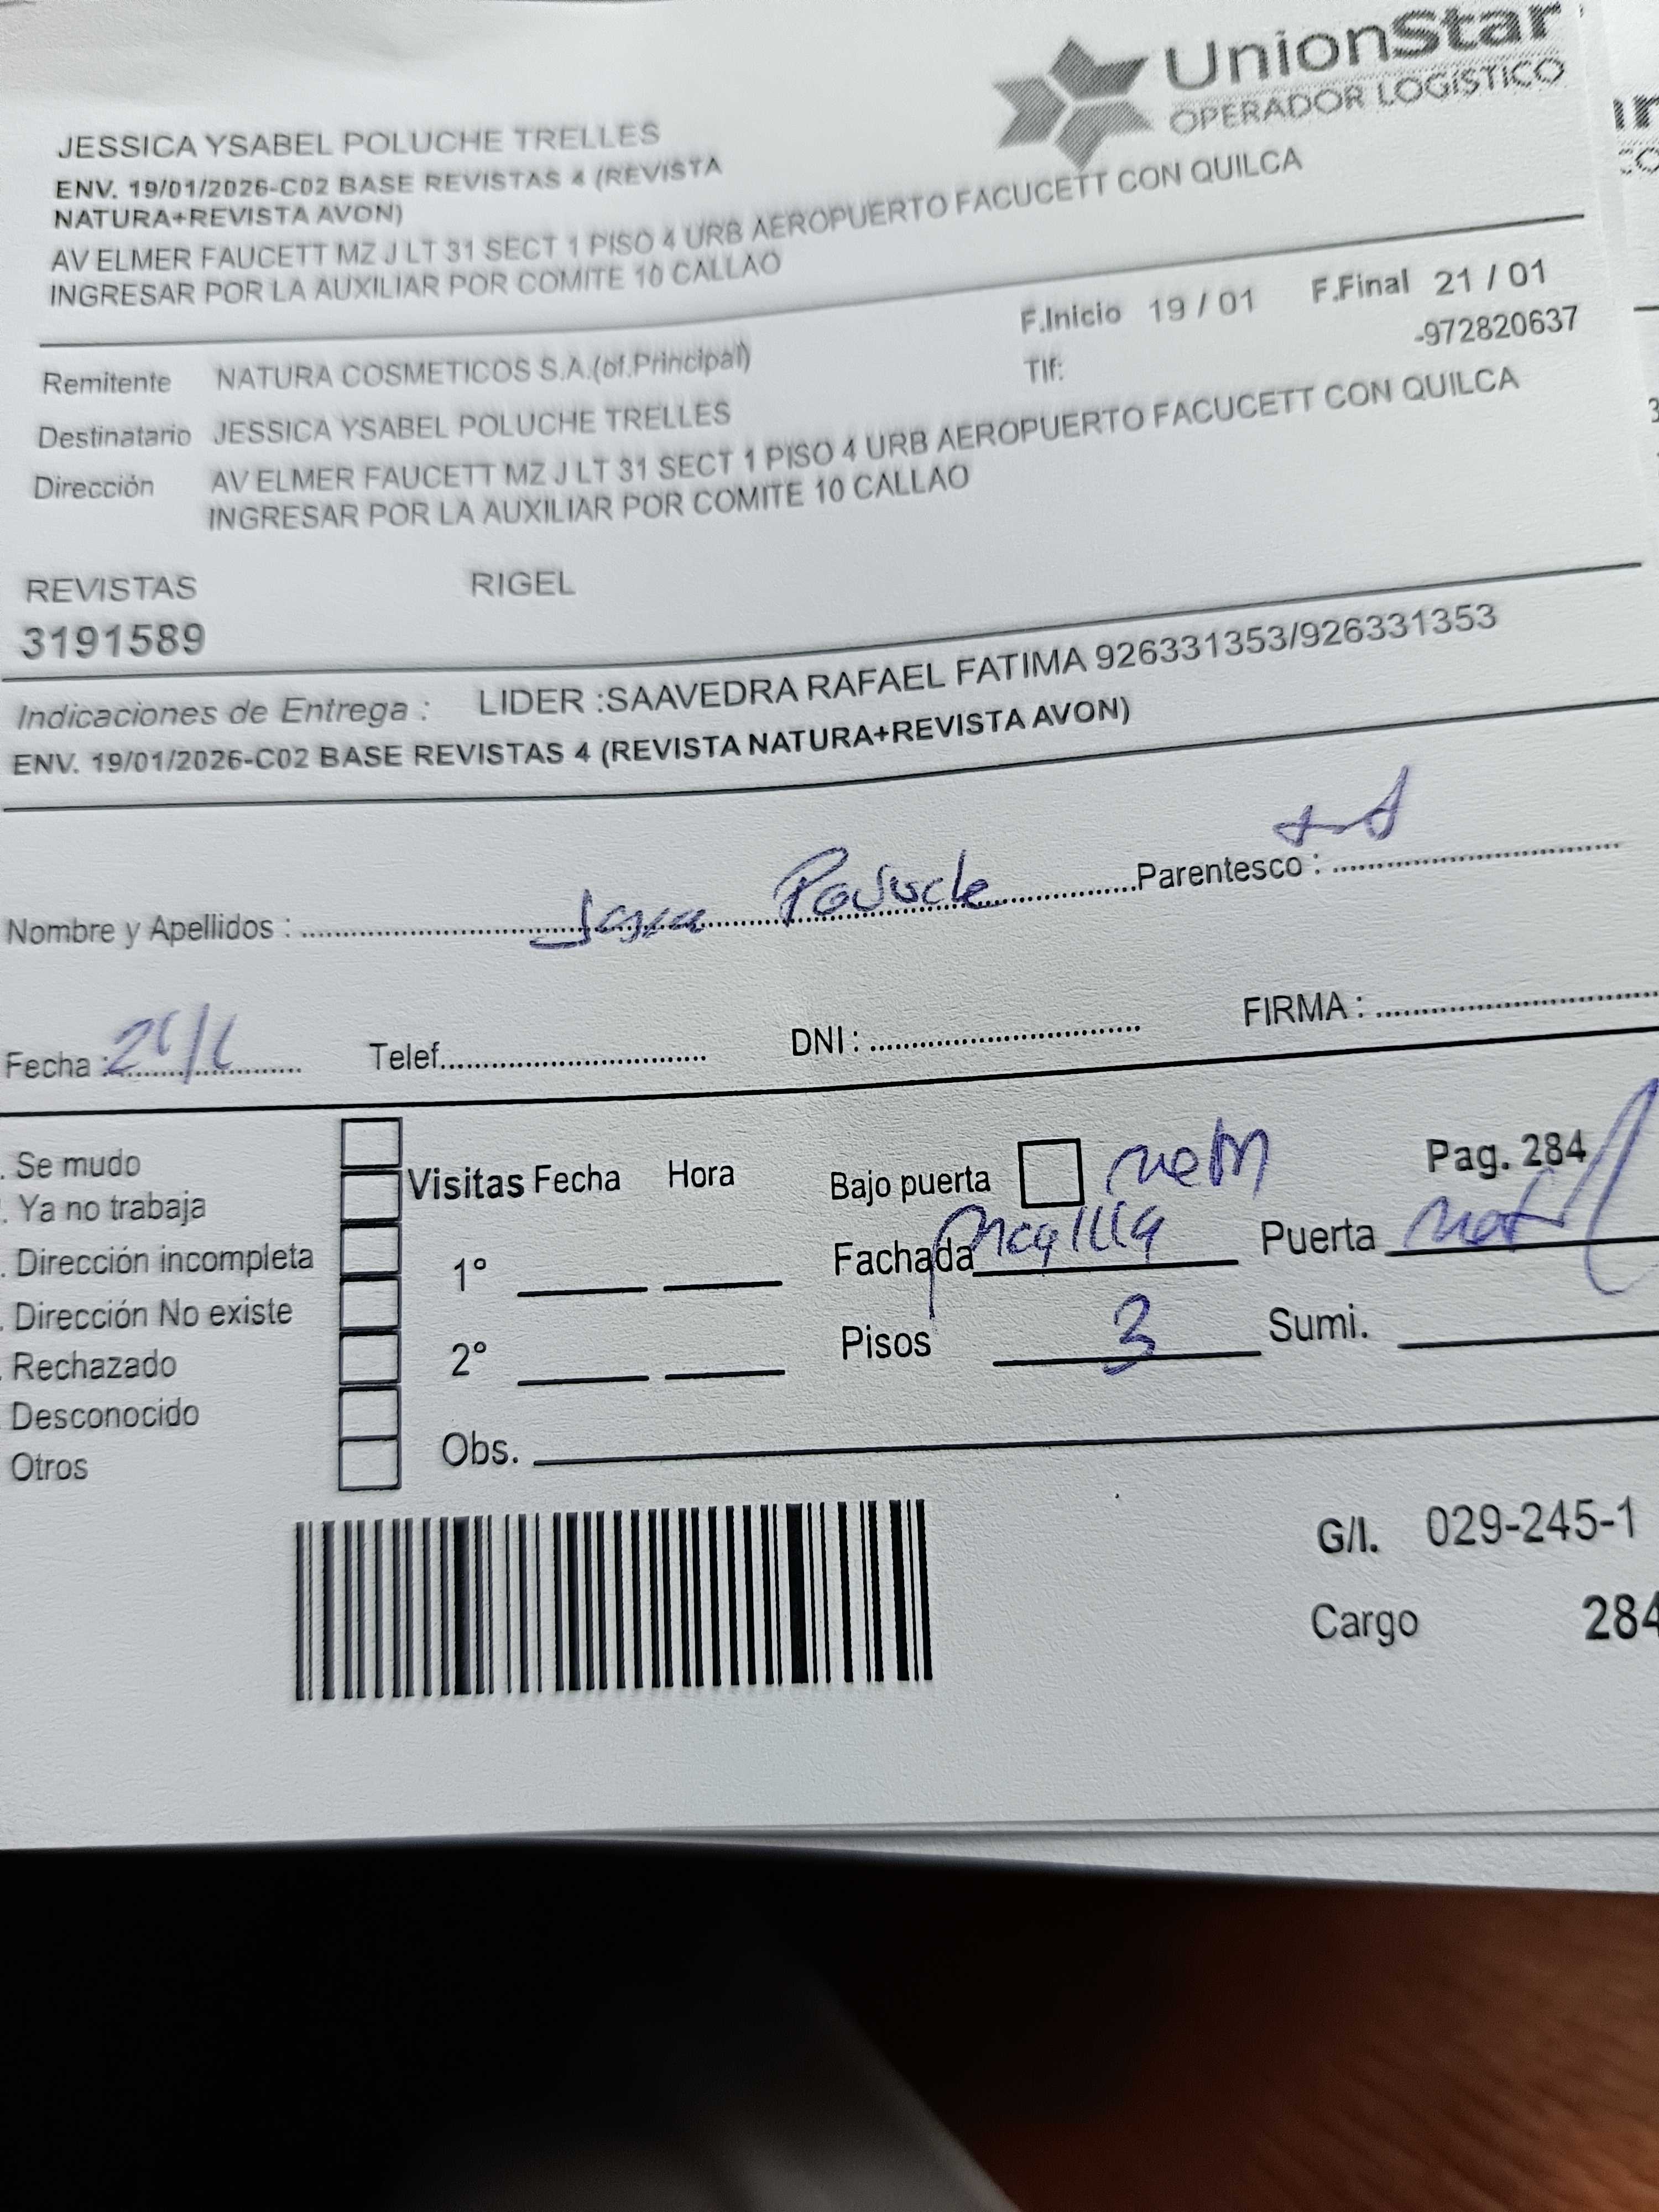 UnionStar
OPERADOR LOGÍSTICO
JESSICA YSABEL POLUCHE TRELLES
ENV. 19/01/2026-C02 BASE REVISTAS 4 (REVISTA
NATURA+REVISTA AVON)
AV ELMER FAUCETT MZ J LT 31 SECT 1 PISO 4 URB AEROPUERTO FACUCETT CON QUILCA
INGRESAR POR LA AUXILIAR POR COMITE 10 CALLAO
F.Inicio 19 / 01 F.Final 21 / 01
Remitente NATURA COSMETICOS S.A.(of.Principal) Tlf: -972820637
Destinatario JESSICA YSABEL POLUCHE TRELLES
Dirección AV ELMER FAUCETT MZ J LT 31 SECT 1 PISO 4 URB AEROPUERTO FACUCETT CON QUILCA
INGRESAR POR LA AUXILIAR POR COMITE 10 CALLAO
REVISTAS RIGEL
3191589
Indicaciones de Entrega : LIDER :SAAVEDRA RAFAEL FATIMA 926331353/926331353
ENV. 19/01/2026-C02 BASE REVISTAS 4 (REVISTA NATURA+REVISTA AVON)
Nombre y Apellidos : Parentesco :
Fecha : Telef. DNI : FIRMA :
. Se mudo
. Ya no trabaja
. Dirección incompleta
. Dirección No existe
. Rechazado
. Desconocido
Otros
Visitas Fecha Hora
1°
2°
Obs.
Bajo puerta Pag. 284
Fachada Puerta
Pisos 3 Sumi.
G/I. 029-245-1
Cargo 284